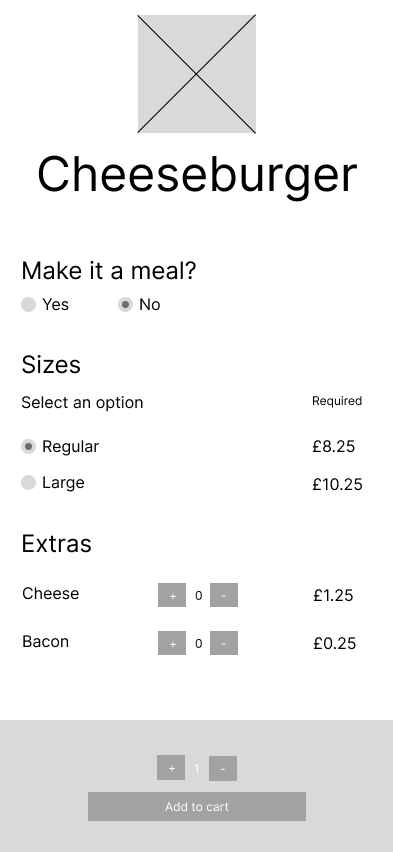 Cheeseburger
Make it a meal?
Yes No
Sizes
Select an option Required
Regular £8.25
Large £10.25
Extras
Cheese + 0 - £1.25
Bacon + 0 - £0.25
+ 1 -
Add to cart